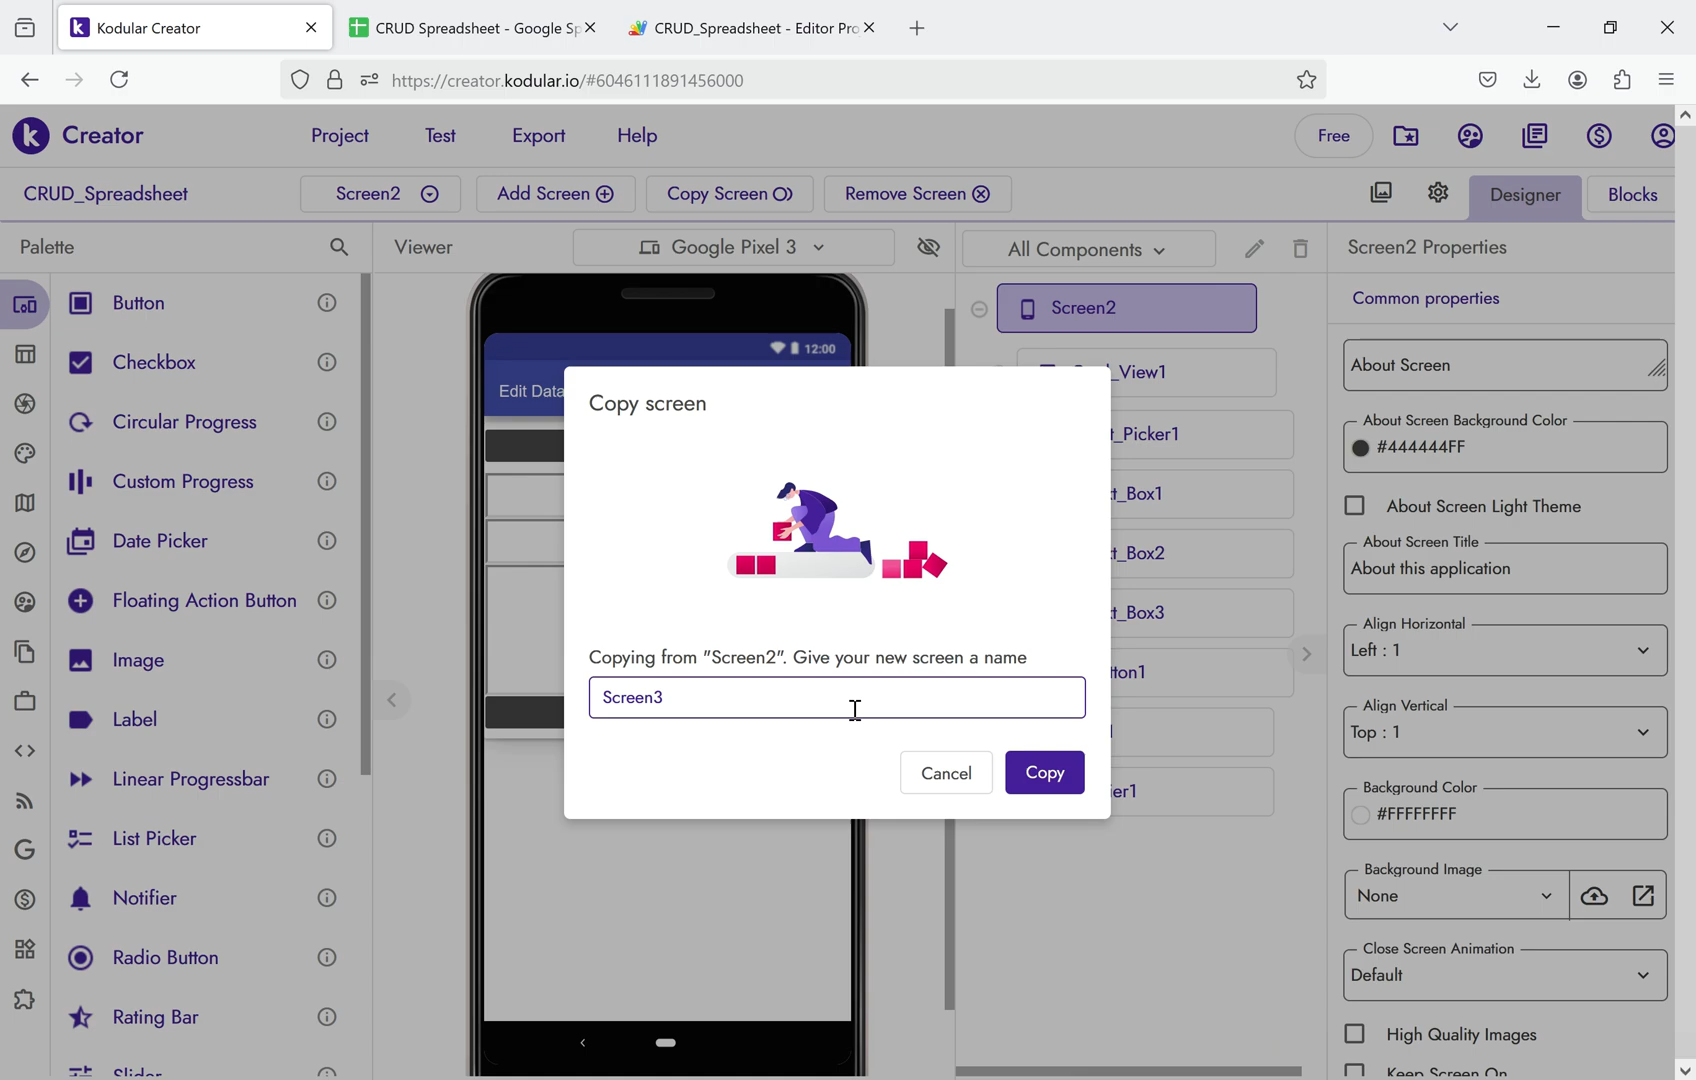 Kodular Creator
CRUD Spreadsheet - Google Sp
CRUD_Spreadsheet - Editor Pro
https://creator.kodular.io/#6046111891456000
Creator
Project
Test
Export
Help
Free
CRUD_Spreadsheet
Screen2
Add Screen
Copy Screen
Remove Screen
Designer
Blocks
Palette
Viewer
Google Pixel 3
All Components
Screen2 Properties
Button
Checkbox
Circular Progress
Custom Progress
Date Picker
Floating Action Button
Image
Label
Linear Progressbar
List Picker
Notifier
Radio Button
Rating Bar
Slider
12:00
Edit Data
Copy screen
Copying from "Screen2". Give your new screen a name
Screen3
Cancel
Copy
Screen2
_View1
t_Picker1
t_Box1
t_Box2
t_Box3
ton1
ier1
Common properties
About Screen
About Screen Background Color
#444444FF
About Screen Light Theme
About Screen Title
About this application
Align Horizontal
Left : 1
Align Vertical
Top : 1
Background Color
#FFFFFFFF
Background Image
None
Close Screen Animation
Default
High Quality Images
Keep Screen On